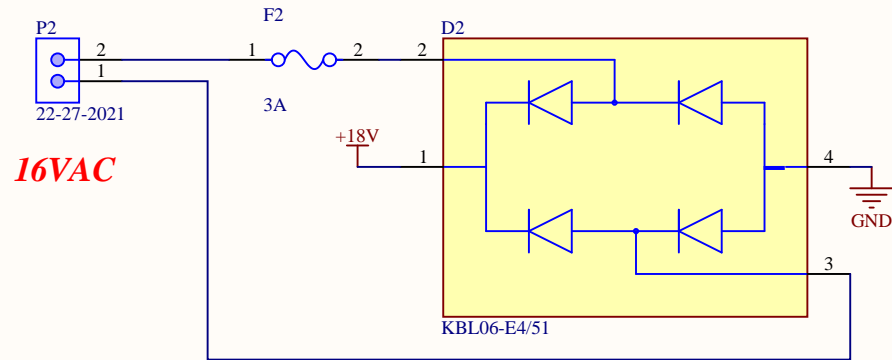 P2
F2
D2
2
1
1
2
2
22-27-2021
3A
+18V
1
4
16VAC
GND
3
KBL06-E4/51